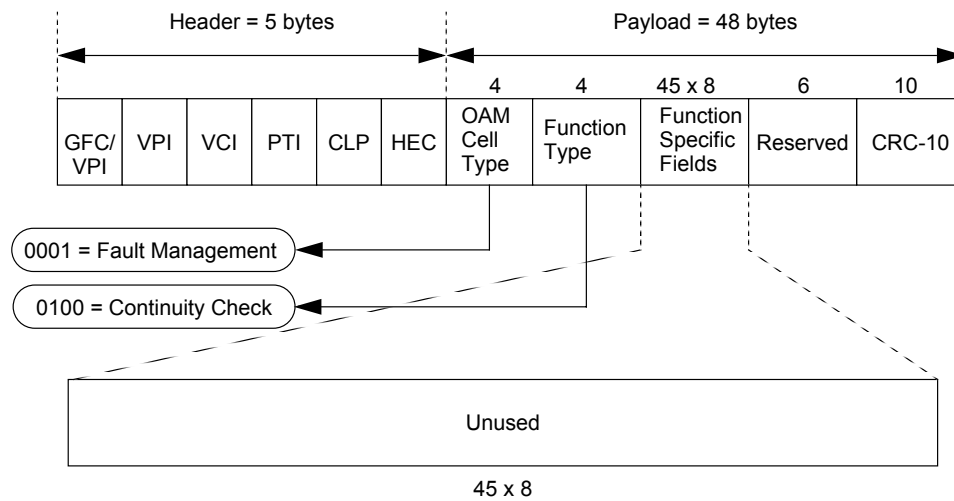 Header = 5 bytes
Payload = 48 bytes
4
4
45 x 8
6
10
GFC/
VPI
VPI
VCI
PTI
CLP
HEC
OAM
Cell
Type
Function
Type
Function
Specific
Fields
Reserved
CRC-10
0001 = Fault Management
0100 = Continuity Check
Unused
45 x 8